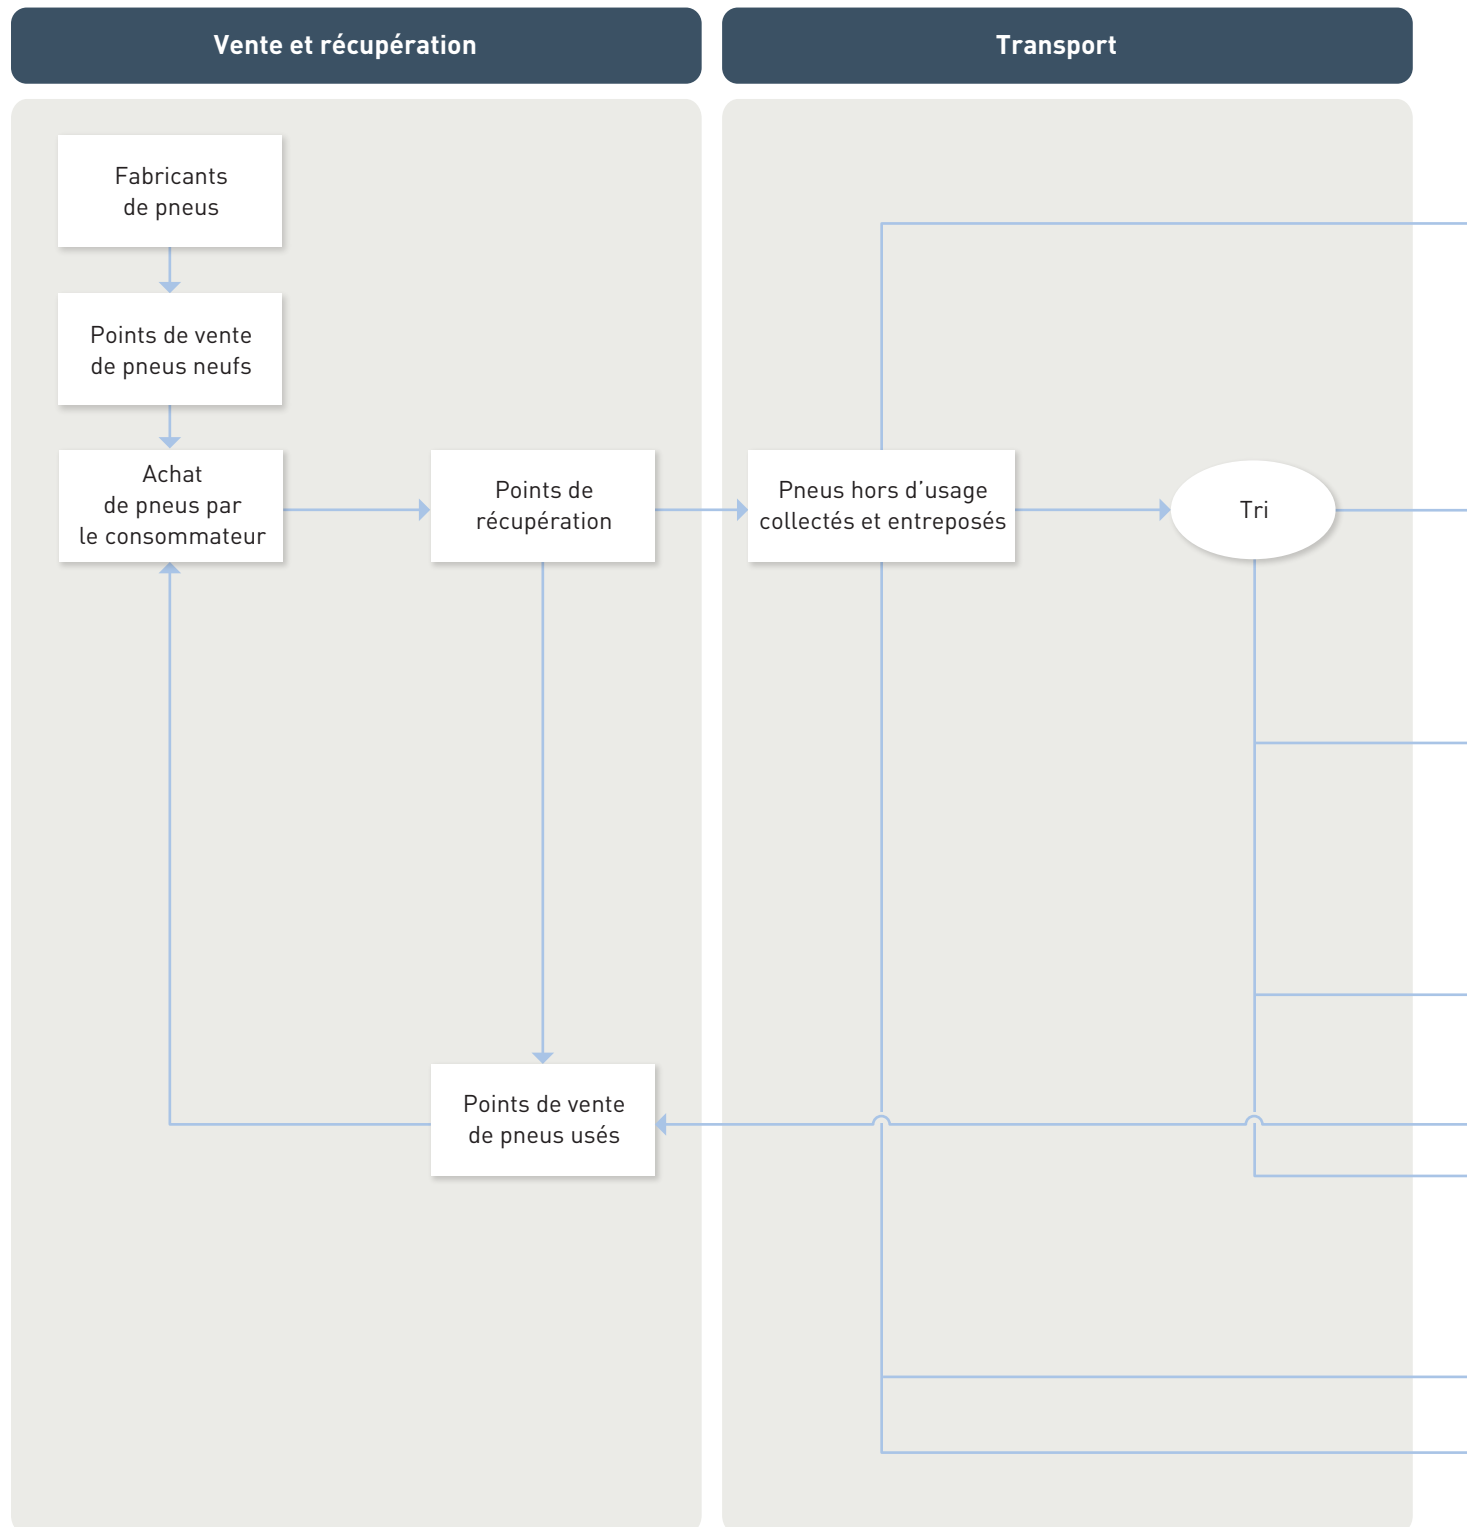 Vente et récupération
Transport
Fabricants
de pneus
Points de vente
de pneus neufs
Achat
de pneus par
le consommateur
Points de
récupération
Pneus hors d’usage
collectés et entreposés
Tri
Points de vente
de pneus usés